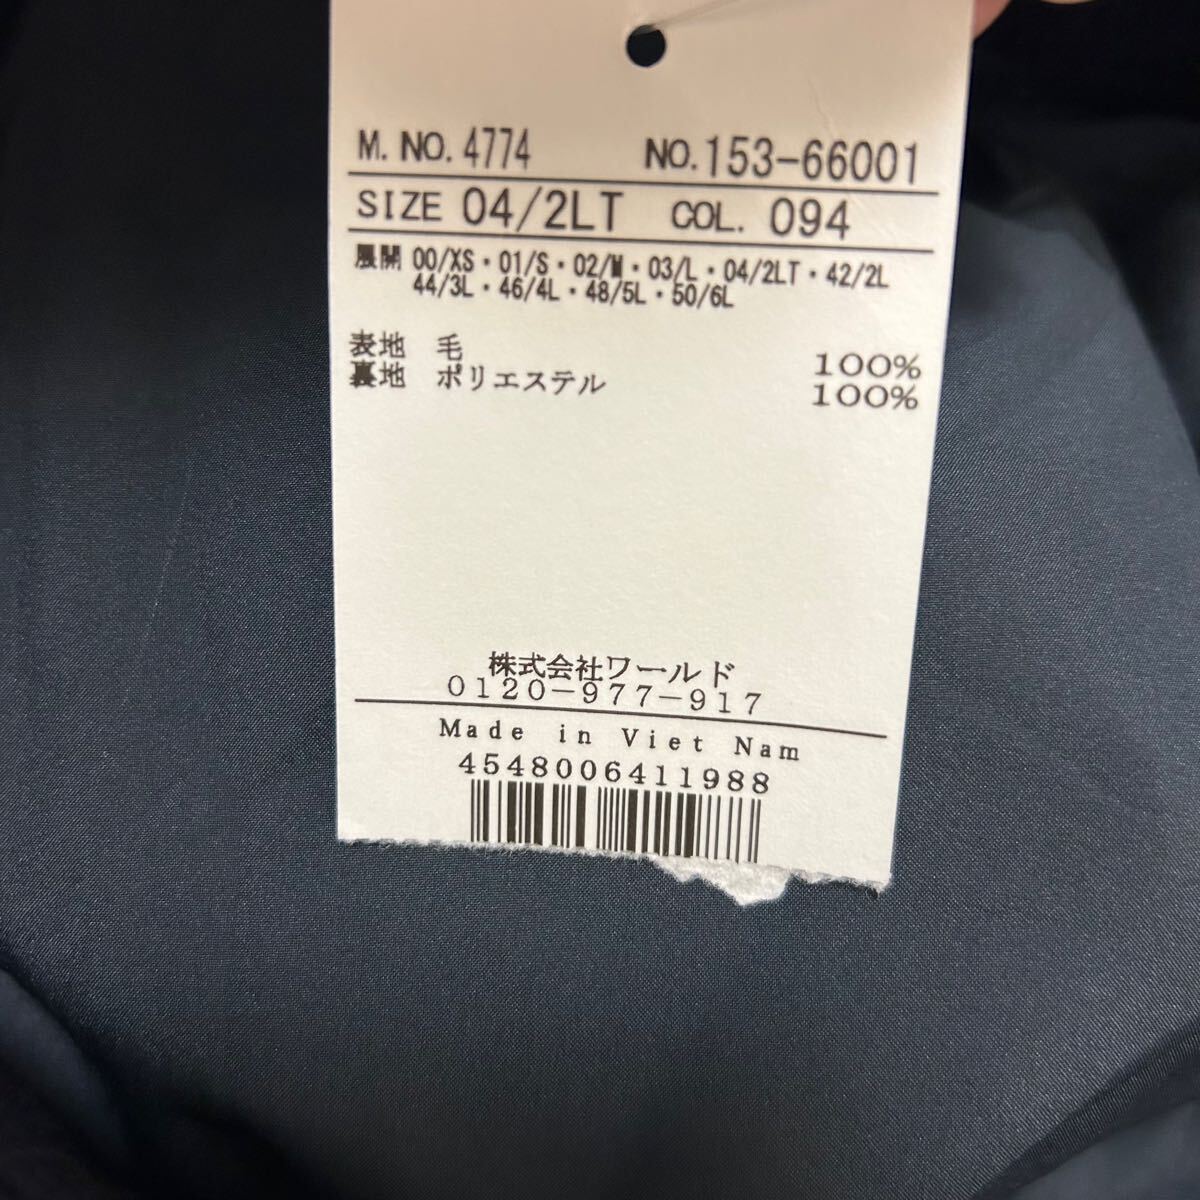 M. NO. 4774 NO. 153-66001
SIZE 04/2LT COL. 094
展開 00/XS・01/S・02/M・03/L・04/2LT・42/2L
44/3L・46/4L・48/5L・50/6L
表地 毛 100%
裏地 ポリエステル 100%
株式会社ワールド
0120-977-917
Made in Viet Nam
4548006411988